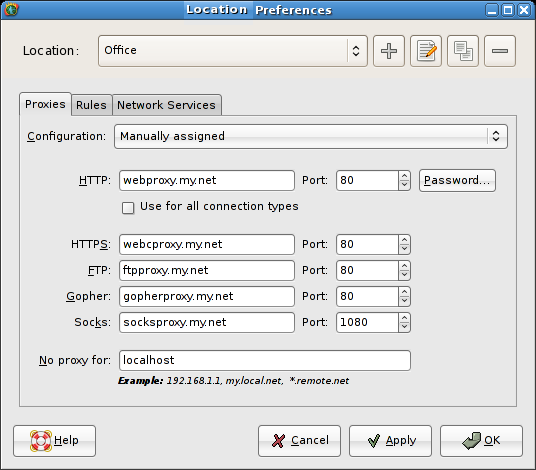 Location Preferences
Location: Office
Proxies Rules Network Services
Configuration: Manually assigned
HTTP: webproxy.my.net Port: 80 Password...
Use for all connection types
HTTPS: webcproxy.my.net Port: 80
FTP: ftpproxy.my.net Port: 80
Gopher: gopherproxy.my.net Port: 80
Socks: socksproxy.my.net Port: 1080
No proxy for: localhost
Example: 192.168.1.1, my.local.net, *.remote.net
Help Cancel Apply OK